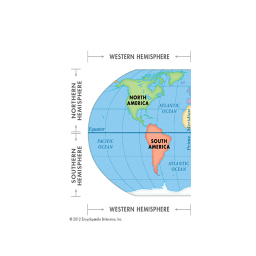 WESTERN HEMISPHERE
NORTHERN
HEMISPHERE
NORTH
AMERICA
ATLANTIC
OCEAN
Prime Meridian
Equator
PACIFIC
OCEAN
SOUTH
AMERICA
SOUTHERN
HEMISPHERE
ATLANTIC
OCEAN
WESTERN HEMISPHERE
© 2012 Encyclopædia Britannica, Inc.